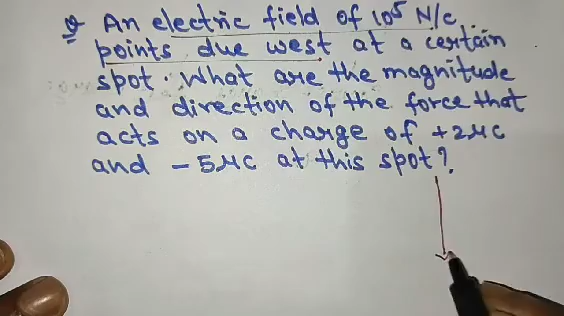 Q An electric field of 10⁵ N/c
points due west at a certain
spot. What are the magnitude
and direction of the force that
acts on a charge of +2μC
and - 5μC at this spot?